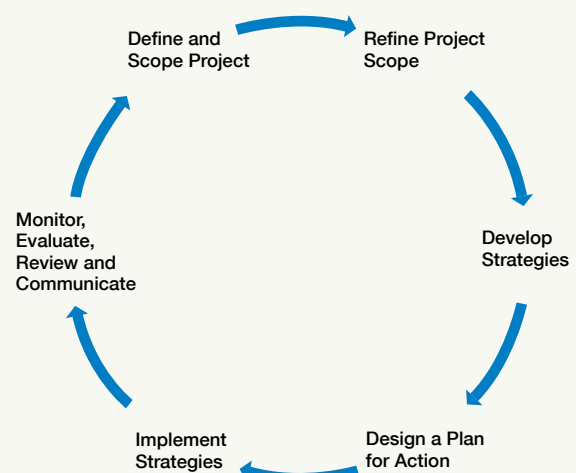 Define and
Scope Project
Refine Project
Scope
Develop
Strategies
Design a Plan
for Action
Implement
Strategies
Monitor,
Evaluate,
Review and
Communicate